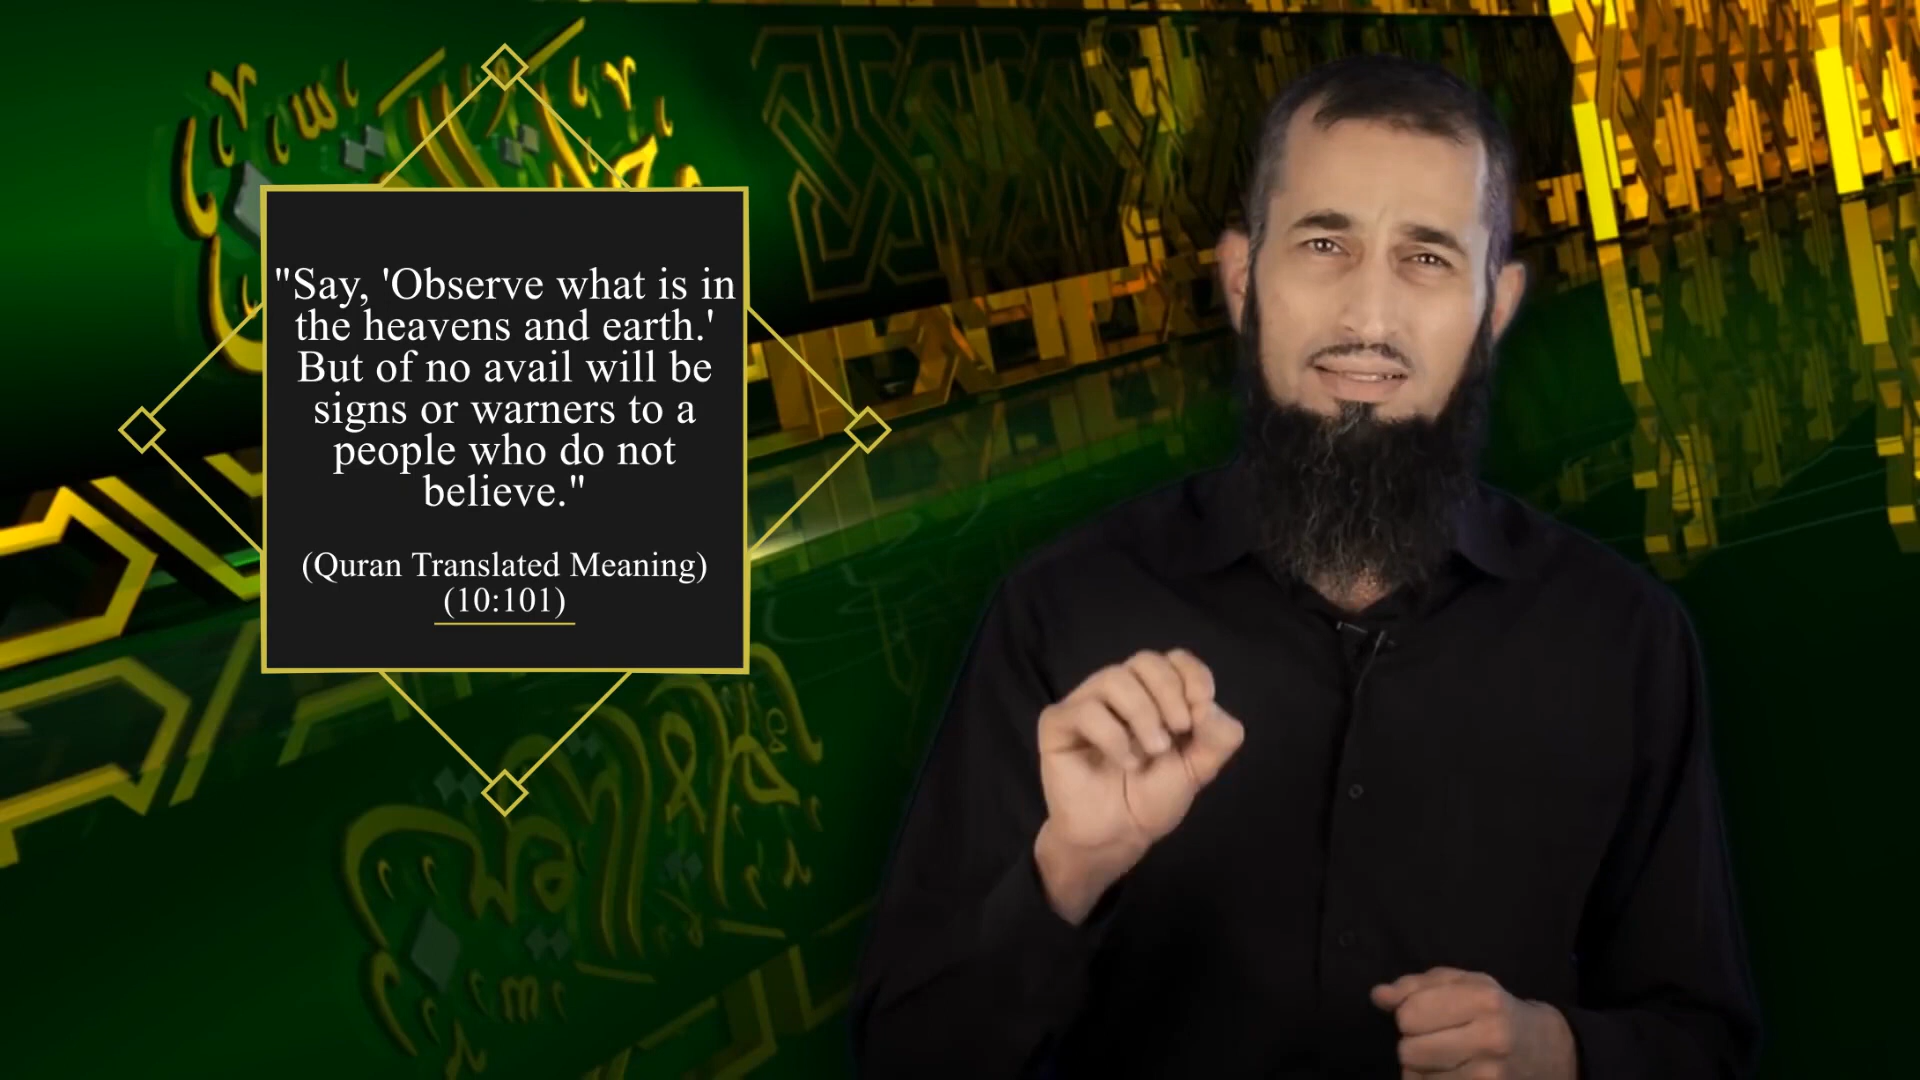 "Say, 'Observe what is in
the heavens and earth.'
But of no avail will be
signs or warners to a
people who do not
believe."
(Quran Translated Meaning)
(10:101)